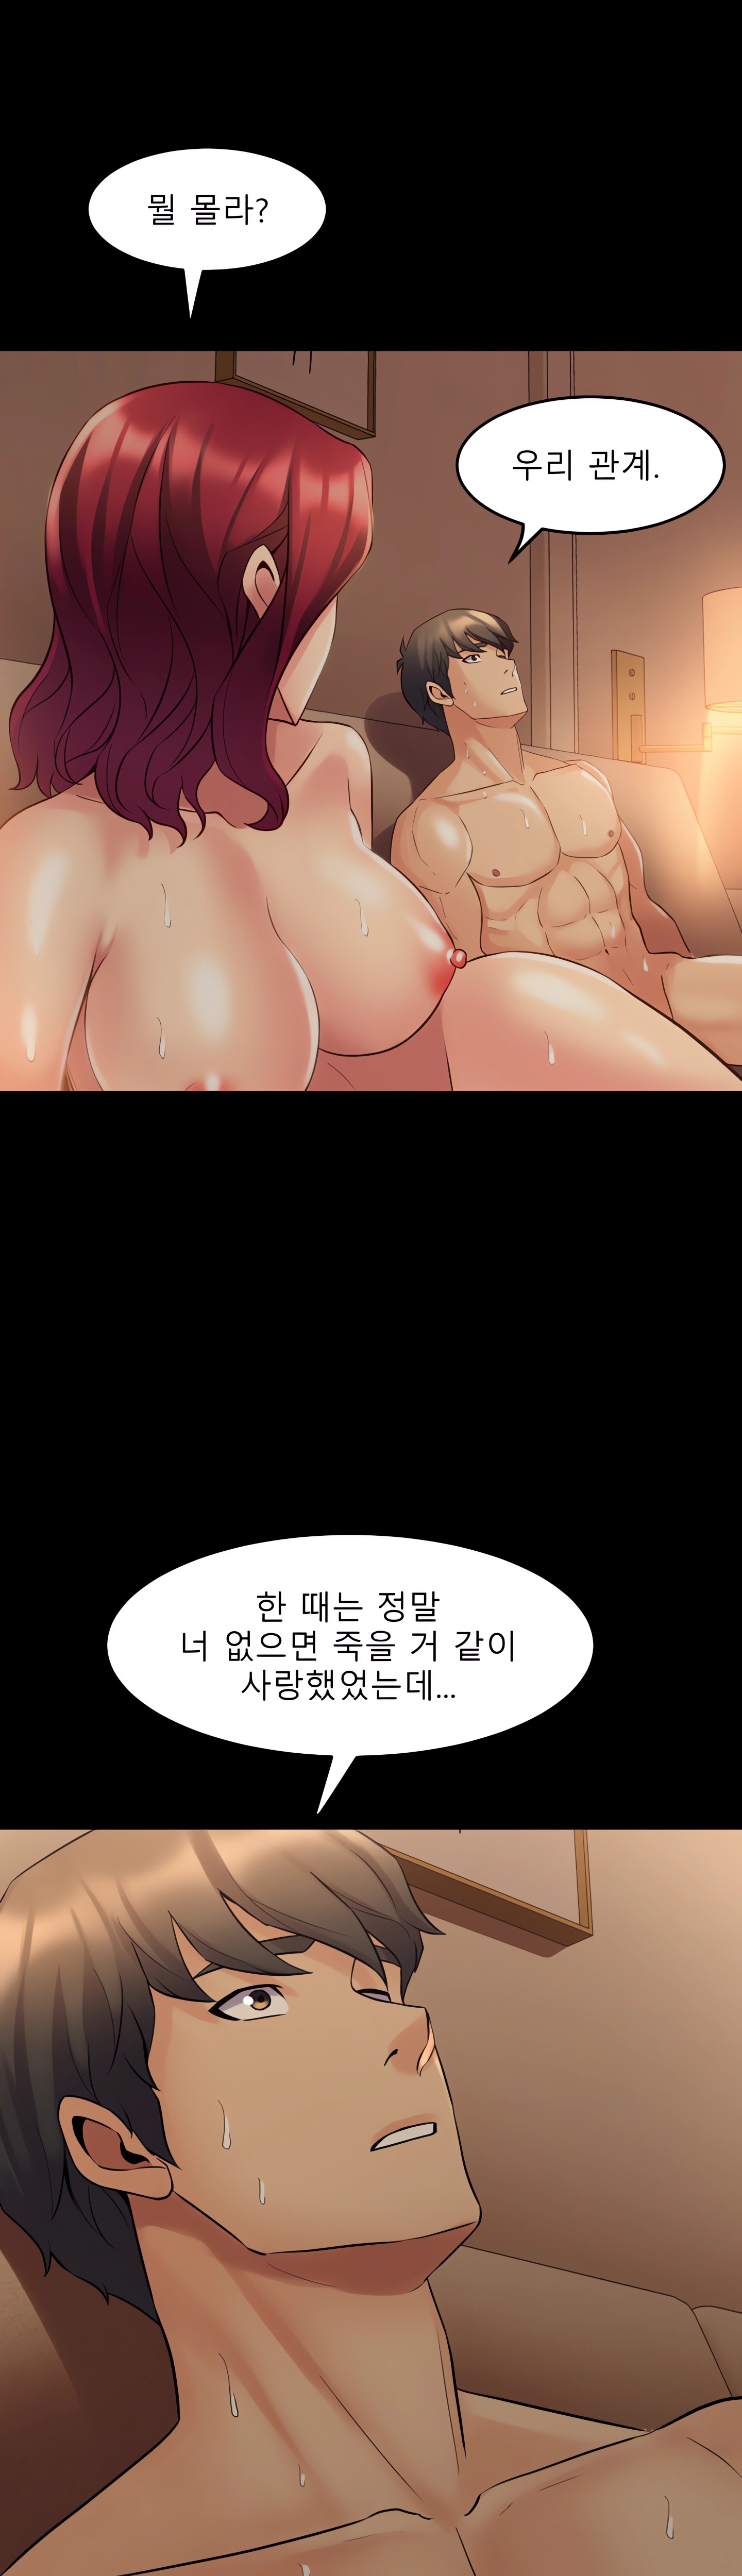 뭘 몰라?
우리 관계.
한 때는 정말
너 없으면 죽을 거 같이
사랑했었는데...